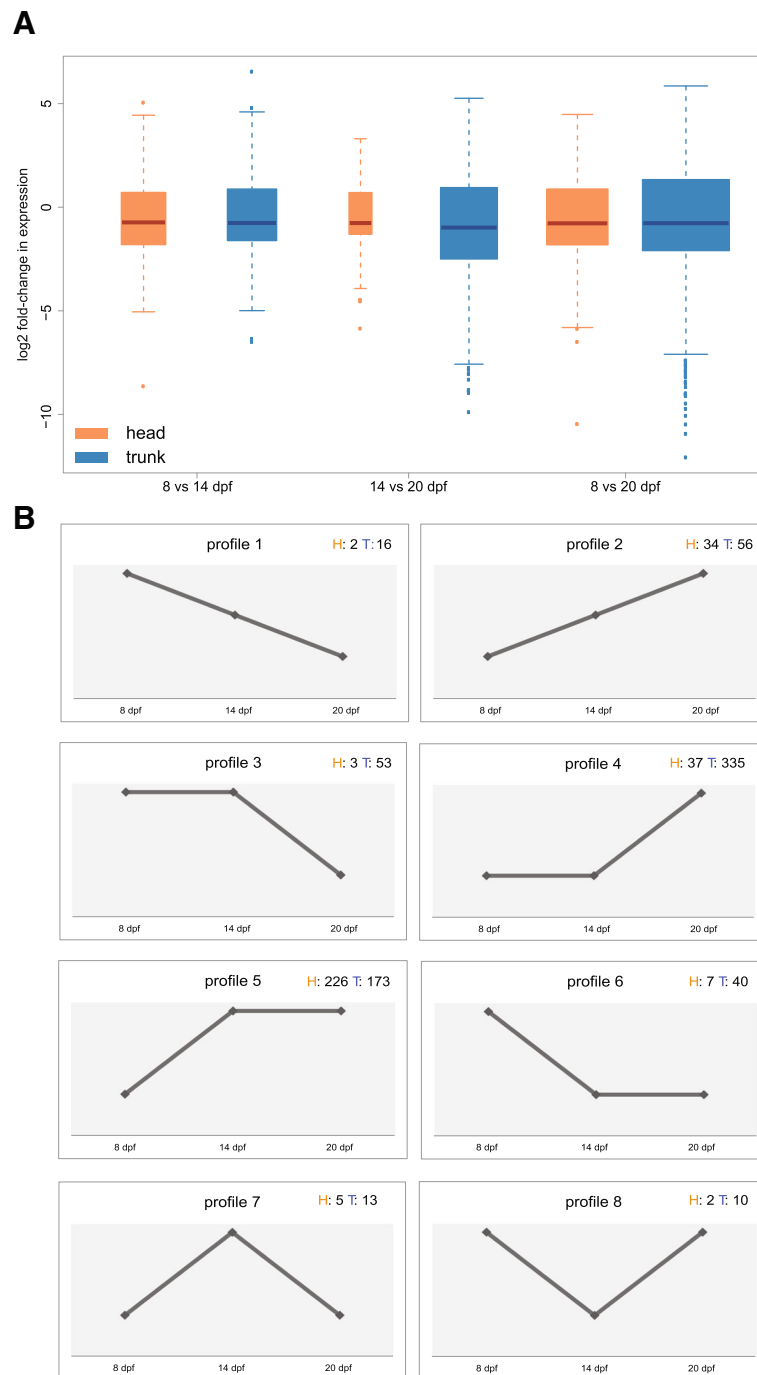 A
log2 fold-change in expression
5
0
−5
−10
head
trunk
8 vs 14 dpf
14 vs 20 dpf
8 vs 20 dpf
B
profile 1 H: 2 T: 16
8 dpf 14 dpf 20 dpf
profile 2 H: 34 T: 56
8 dpf 14 dpf 20 dpf
profile 3 H: 3 T: 53
8 dpf 14 dpf 20 dpf
profile 4 H: 37 T: 335
8 dpf 14 dpf 20 dpf
profile 5 H: 226 T: 173
8 dpf 14 dpf 20 dpf
profile 6 H: 7 T: 40
8 dpf 14 dpf 20 dpf
profile 7 H: 5 T: 13
8 dpf 14 dpf 20 dpf
profile 8 H: 2 T: 10
8 dpf 14 dpf 20 dpf